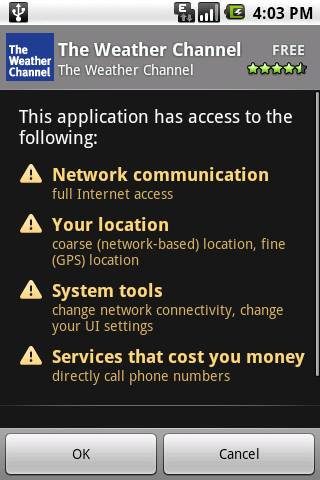 E
4:03 PM
The
Weather
Channel
The Weather Channel
FREE
The Weather Channel
This application has access to the
following:
Network communication
full Internet access
Your location
coarse (network-based) location, fine
(GPS) location
System tools
change network connectivity, change
your UI settings
Services that cost you money
directly call phone numbers
OK
Cancel